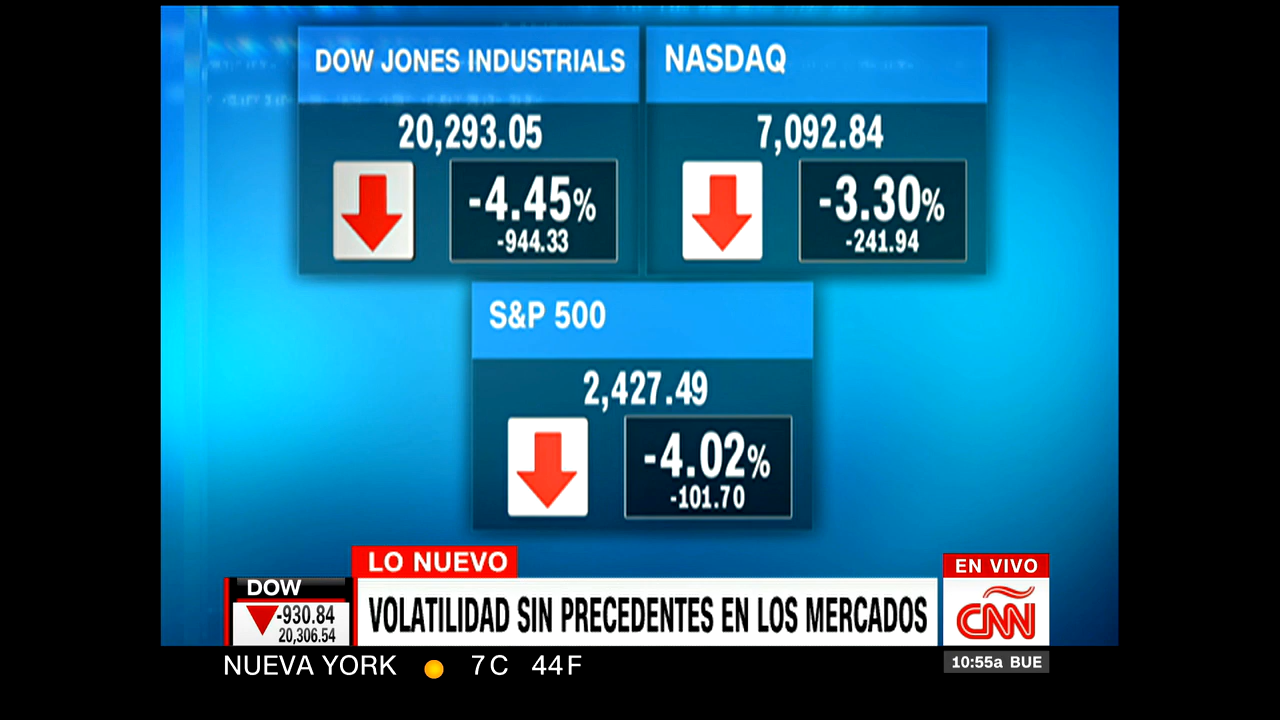 DOW JONES INDUSTRIALS
20,293.05
-4.45%
-944.33
NASDAQ
7,092.84
-3.30%
-241.94
S&P 500
2,427.49
-4.02%
-101.70
LO NUEVO
DOW
-930.84
20,306.54
VOLATILIDAD SIN PRECEDENTES EN LOS MERCADOS
EN VIVO
CNN
NUEVA YORK 7C 44F
10:55a BUE